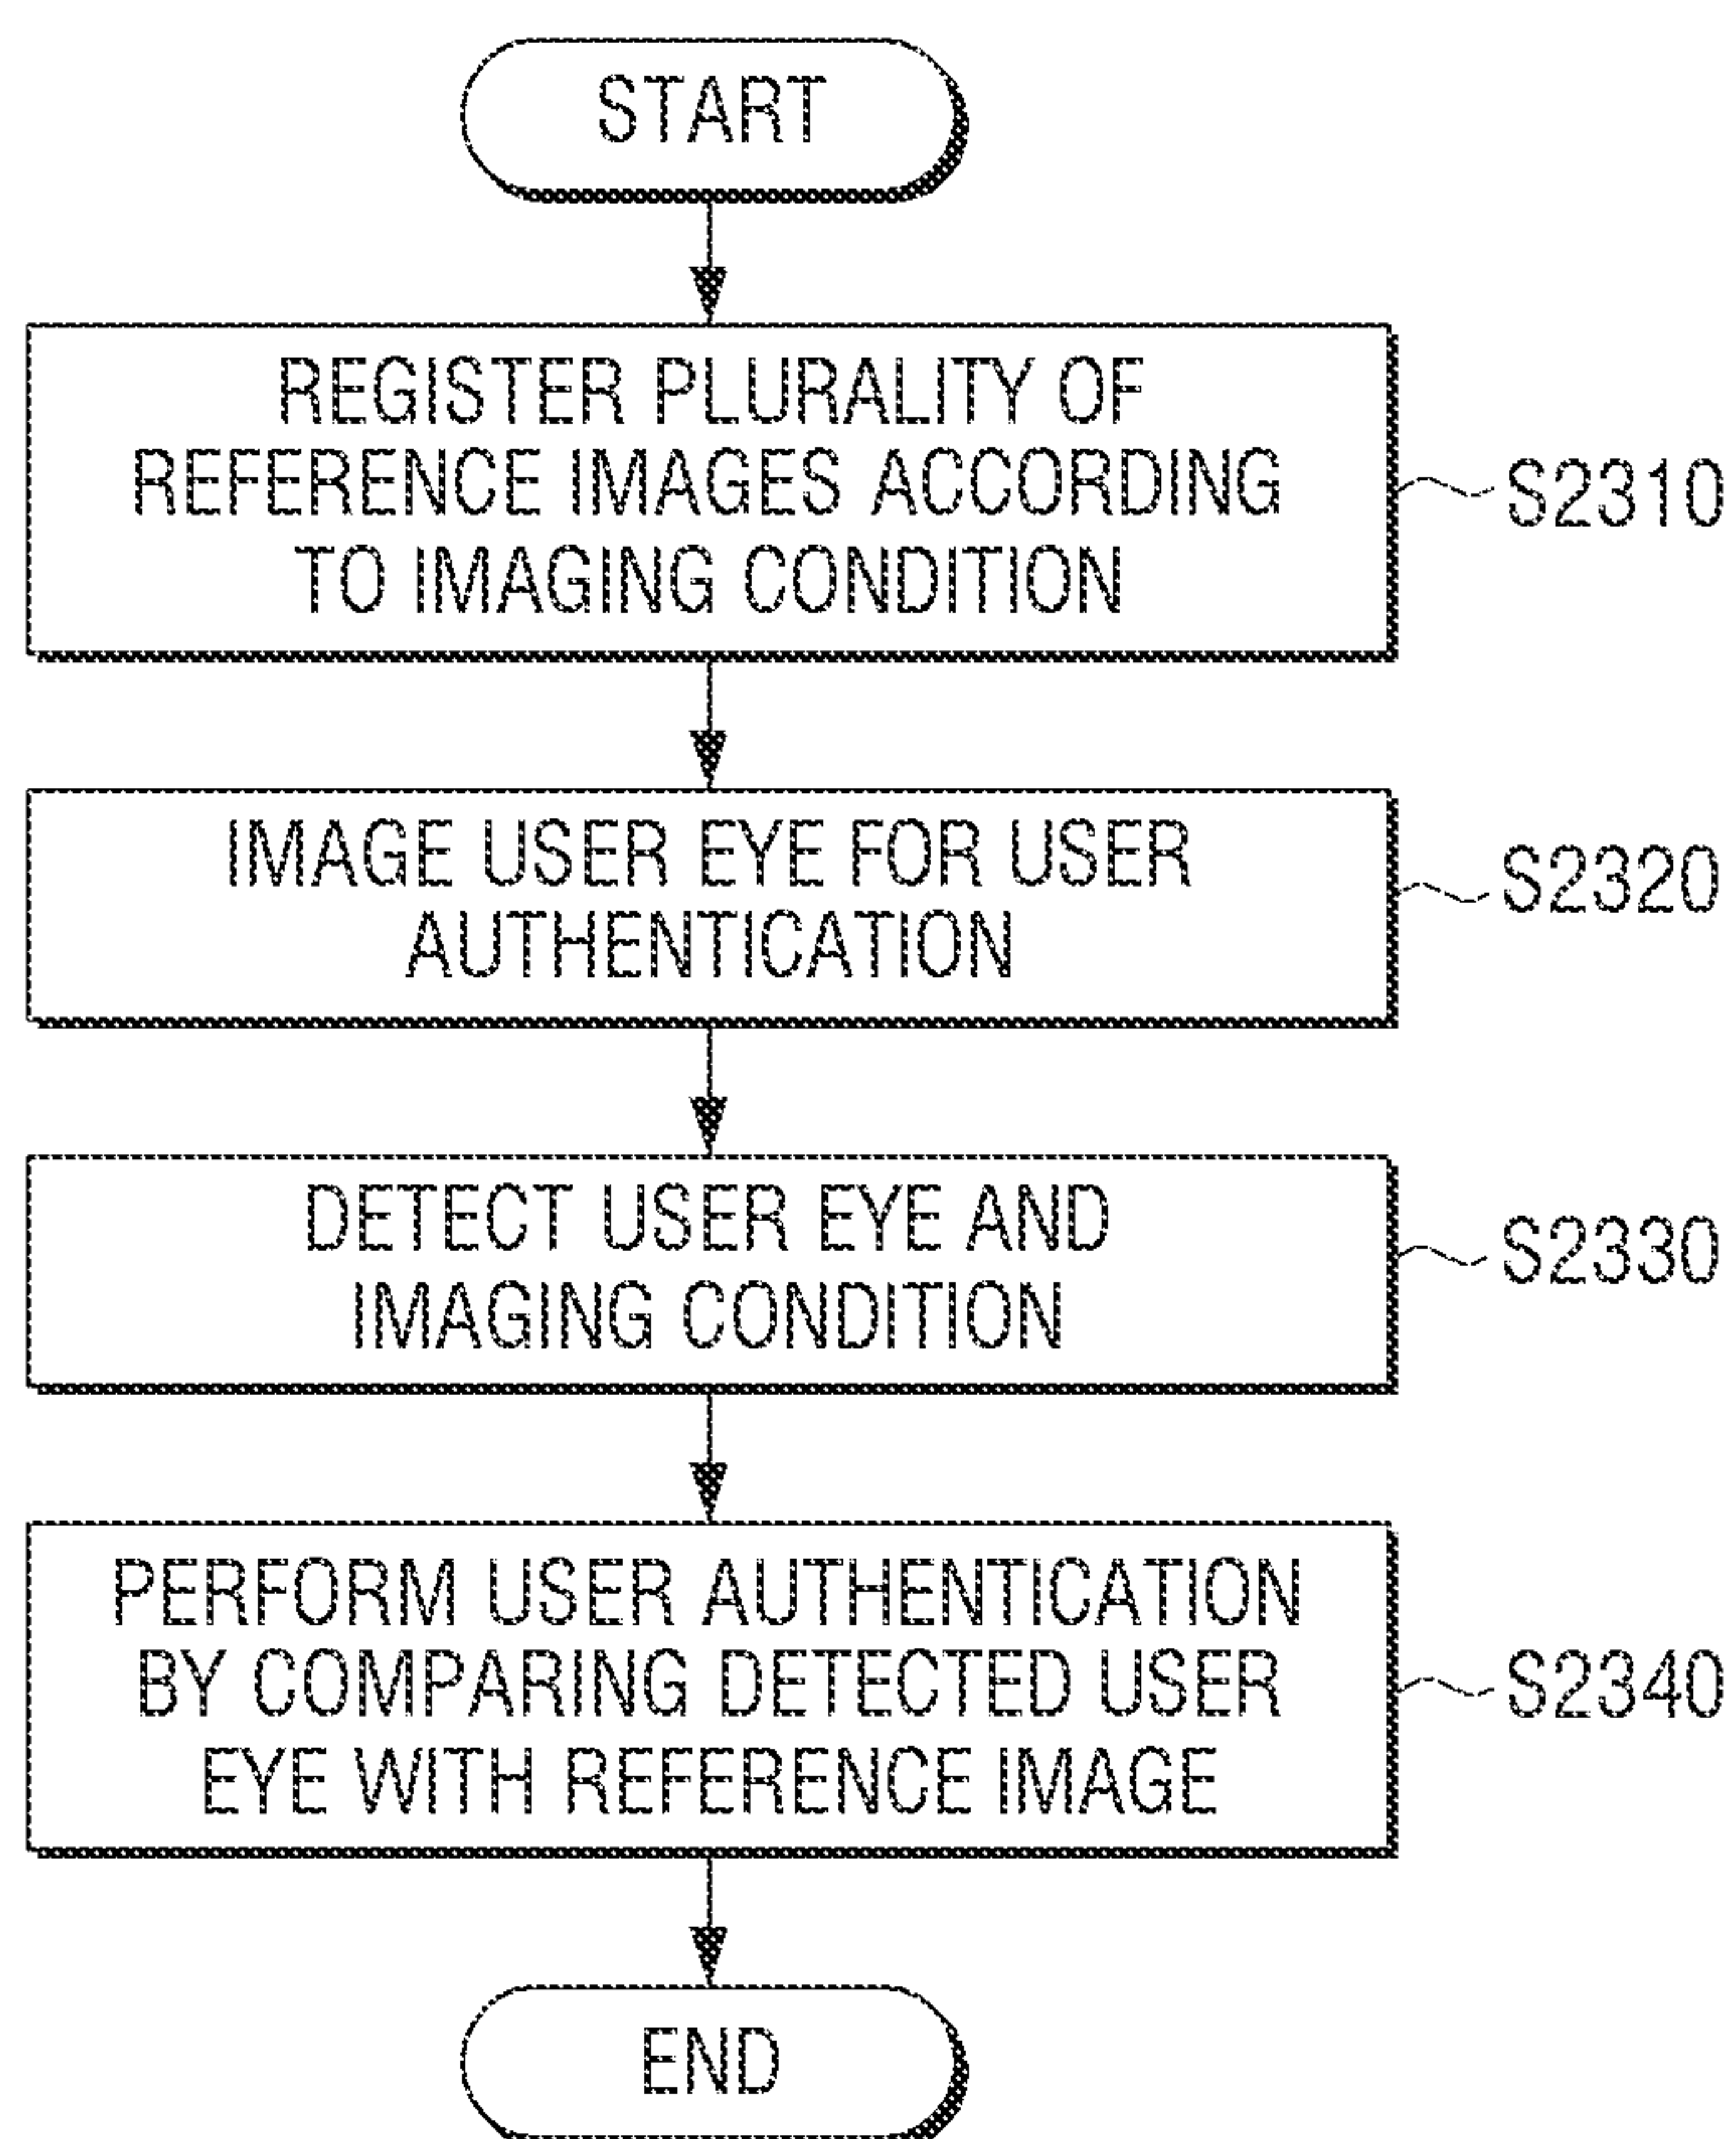 START
REGISTER PLURALITY OF
REFERENCE IMAGES ACCORDING
TO IMAGING CONDITION
S2310
IMAGE USER EYE FOR USER
AUTHENTICATION
S2320
DETECT USER EYE AND
IMAGING CONDITION
S2330
PERFORM USER AUTHENTICATION
BY COMPARING DETECTED USER
EYE WITH REFERENCE IMAGE
S2340
END